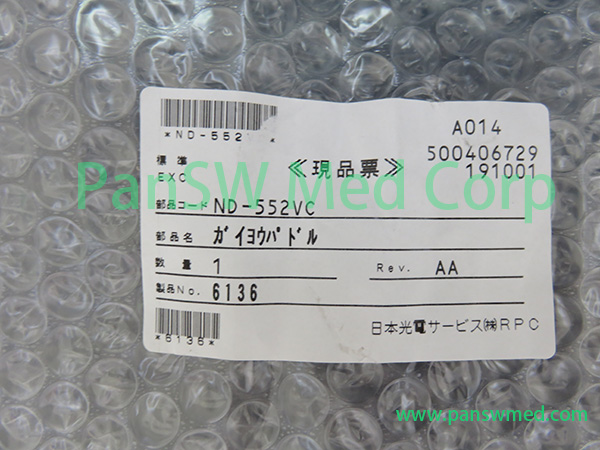 *ND-552
A014
標準
EXC
≪現品票≫
500406729
191001
PanSW Med Corp
部品コード ND-552VC
部品名 ガイヨウパドル
数量 1
Rev. AA
製品No. 6136
*6136*
日本光電サービス㈱RPC
www.panswmed.com